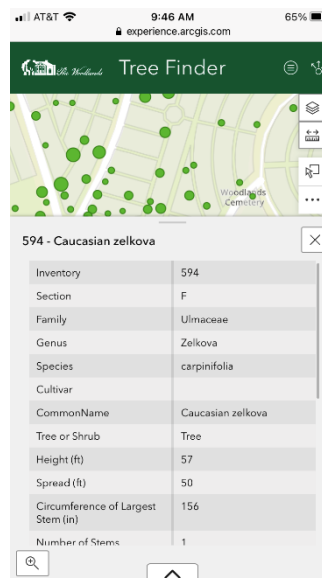 AT&T 9:46 AM 65%
experience.arcgis.com
The Woodlands Tree Finder
Woodlands
Cemetery
594 - Caucasian zelkova
Inventory 594
Section F
Family Ulmaceae
Genus Zelkova
Species carpinifolia
Cultivar
CommonName Caucasian zelkova
Tree or Shrub Tree
Height (ft) 57
Spread (ft) 50
Circumference of Largest 156
Stem (in)
Number of Stems 1